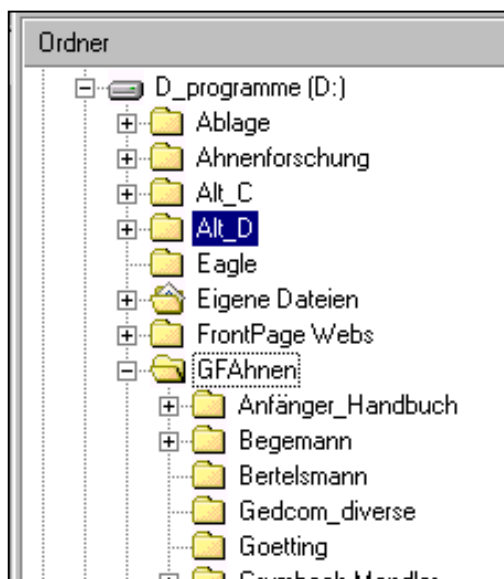 Ordner
D_programme (D:)
Ablage
Ahnenforschung
Alt_C
Alt_D
Eagle
Eigene Dateien
FrontPage Webs
GFAhnen
Anfänger_Handbuch
Begemann
Bertelsmann
Gedcom_diverse
Goetting